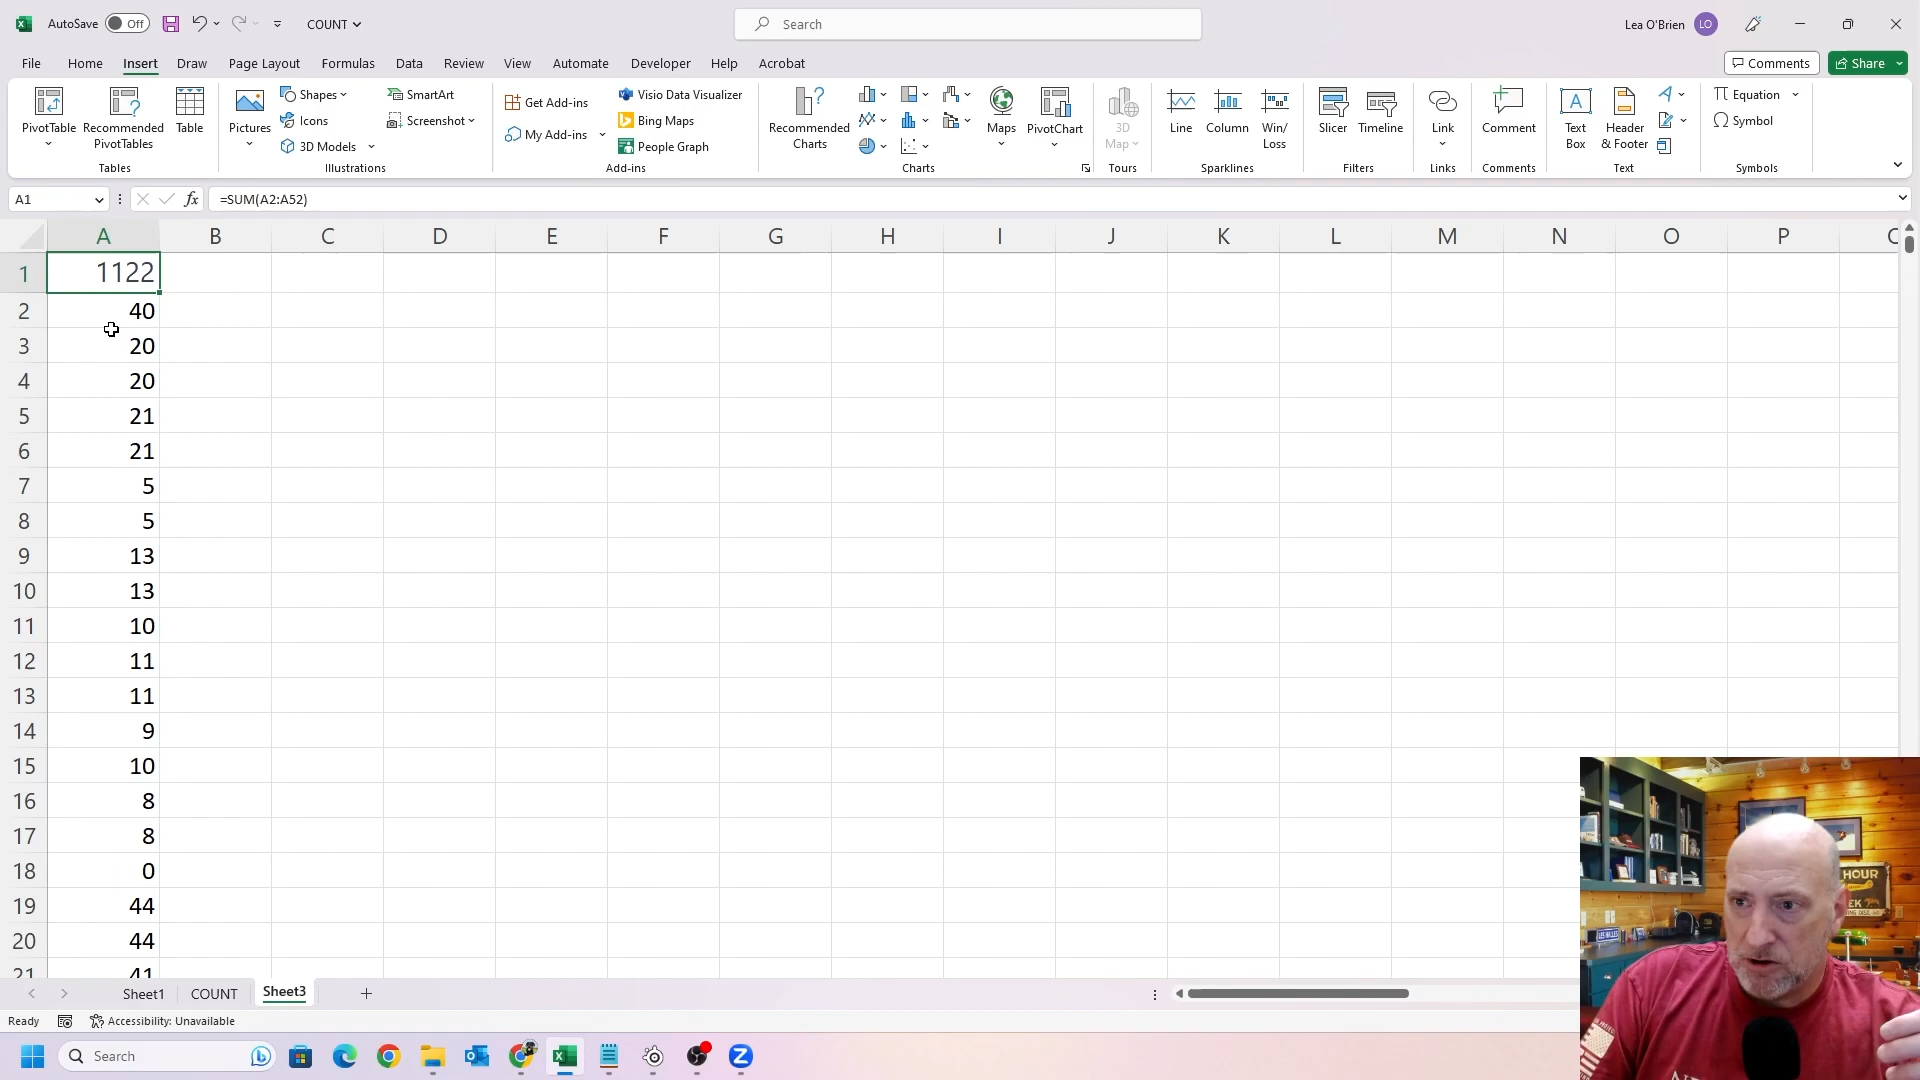 AutoSave Off COUNT Search Lea O'Brien LO
File Home Insert Draw Page Layout Formulas Data Review View Automate Developer Help Acrobat Comments Share
PivotTable
Recommended
PivotTables
Table
Tables
Pictures
Shapes
Icons
3D Models
SmartArt
Screenshot
Illustrations
Get Add-ins
My Add-ins
Visio Data Visualizer
Bing Maps
People Graph
Add-ins
Recommended
Charts
Maps
PivotChart
Charts
3D
Map
Tours
Line
Column
Win/
Loss
Sparklines
Slicer
Timeline
Filters
Link
Links
Comment
Comments
Text
Box
Header
& Footer
Text
Equation
Symbol
Symbols
A1 fx =SUM(A2:A52)
A B C D E F G H I J K L M N O P
1 1122
2 40
3 20
4 20
5 21
6 21
7 5
8 5
9 13
10 13
11 10
12 11
13 11
14 9
15 10
16 8
17 8
18 0
19 44
20 44
21 41
Sheet1 COUNT Sheet3
Ready Accessibility: Unavailable
Search
HOUR
LES HALLES